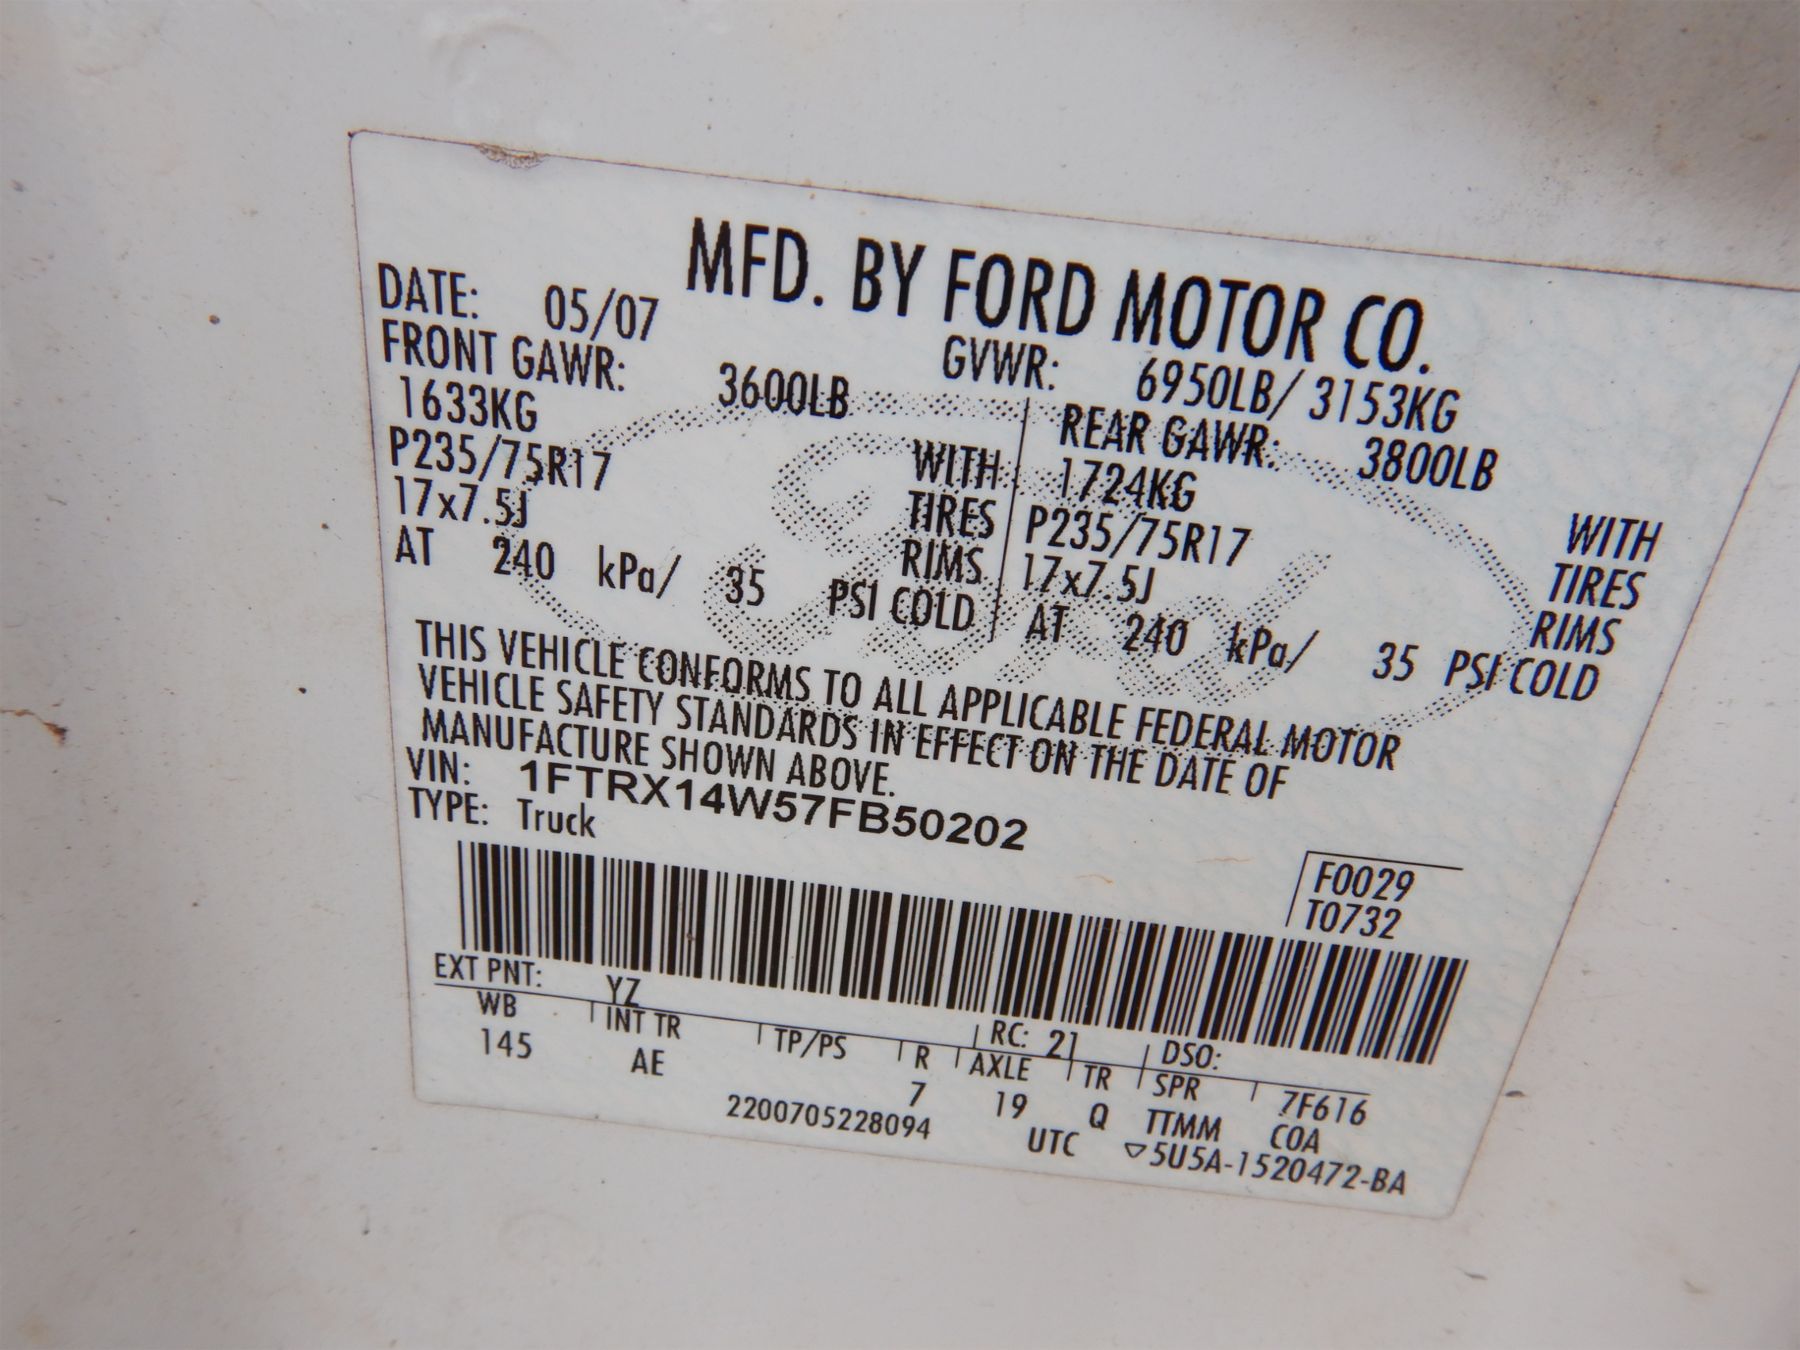 MFD. BY FORD MOTOR CO.
DATE: 05/07 GVWR: 6950LB/ 3153KG
FRONT GAWR: 3600LB REAR GAWR: 3800LB
1633KG WITH 1724KG WITH
P235/75R17 TIRES P235/75R17 TIRES
17x7.5J RIMS 17x7.5J RIMS
AT 240 kPa/ 35 PSI COLD AT 240 kPa/ 35 PSI COLD
Ford
THIS VEHICLE CONFORMS TO ALL APPLICABLE FEDERAL MOTOR
VEHICLE SAFETY STANDARDS IN EFFECT ON THE DATE OF
MANUFACTURE SHOWN ABOVE.
VIN: 1FTRX14W57FB50202
TYPE: Truck
F0029
T0732
EXT PNT: YZ RC: 21 DSO:
WB INT TR TP/PS R AXLE TR SPR 7F616
145 AE 7 19 Q TTMM COA
2200705228094 UTC ▽5U5A-1520472-BA